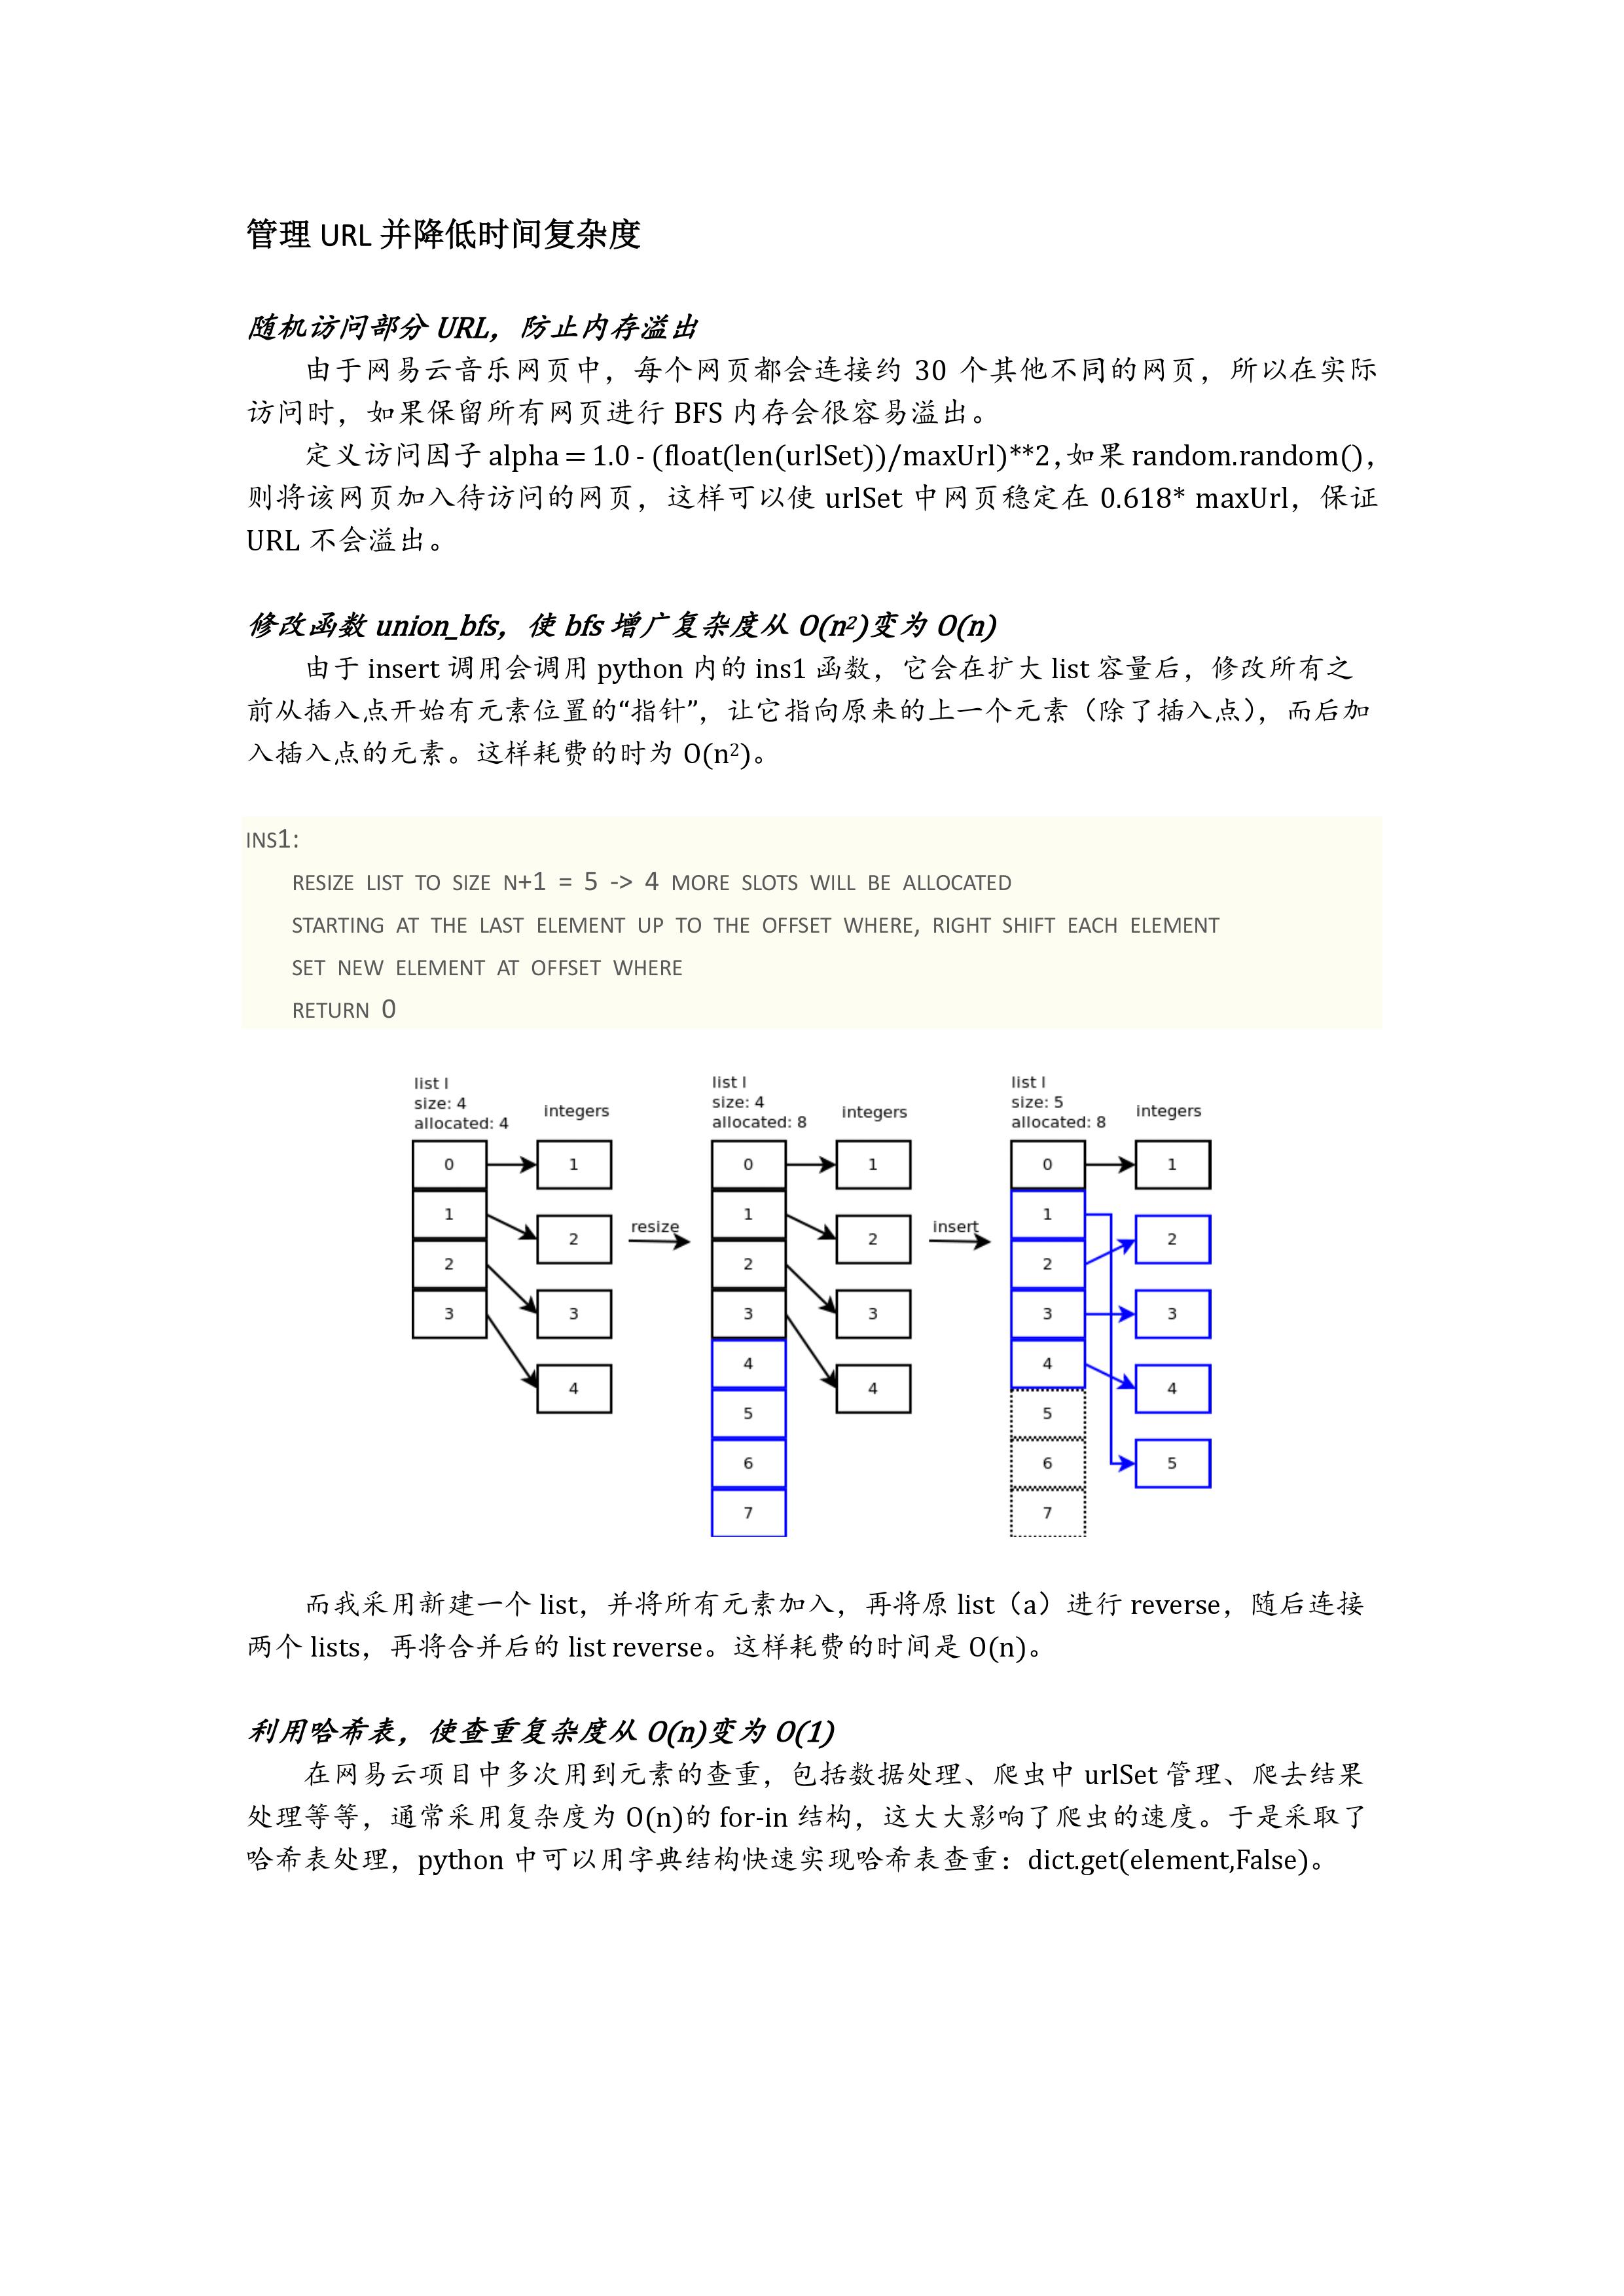 管理 URL 并降低时间复杂度
随机访问部分 URL，防止内存溢出
由于网易云音乐网页中，每个网页都会连接约 30 个其他不同的网页，所以在实际
访问时，如果保留所有网页进行 BFS 内存会很容易溢出。
定义访问因子 alpha = 1.0 - (float(len(urlSet))/maxUrl)**2，如果 random.random()，
则将该网页加入待访问的网页，这样可以使 urlSet 中网页稳定在 0.618* maxUrl，保证
URL 不会溢出。
修改函数 union_bfs，使 bfs 增广复杂度从 O(n²)变为 O(n)
由于 insert 调用会调用 python 内的 ins1 函数，它会在扩大 list 容量后，修改所有之
前从插入点开始有元素位置的“指针”，让它指向原来的上一个元素（除了插入点），而后加
入插入点的元素。这样耗费的时为 O(n²)。
INS1:
RESIZE LIST TO SIZE N+1 = 5 -> 4 MORE SLOTS WILL BE ALLOCATED
STARTING AT THE LAST ELEMENT UP TO THE OFFSET WHERE, RIGHT SHIFT EACH ELEMENT
SET NEW ELEMENT AT OFFSET WHERE
RETURN 0
list l
size: 4
allocated: 4
integers
0
1
1
2
2
3
3
4
resize
list l
size: 4
allocated: 8
integers
0
1
1
2
2
3
3
4
4
5
6
7
insert
list l
size: 5
allocated: 8
integers
0
1
1
2
2
3
3
4
4
5
5
6
7
而我采用新建一个 list，并将所有元素加入，再将原 list（a）进行 reverse，随后连接
两个 lists，再将合并后的 list reverse。这样耗费的时间是 O(n)。
利用哈希表，使查重复杂度从 O(n)变为 O(1)
在网易云项目中多次用到元素的查重，包括数据处理、爬虫中 urlSet 管理、爬去结果
处理等等，通常采用复杂度为 O(n)的 for-in 结构，这大大影响了爬虫的速度。于是采取了
哈希表处理，python 中可以用字典结构快速实现哈希表查重：dict.get(element,False)。